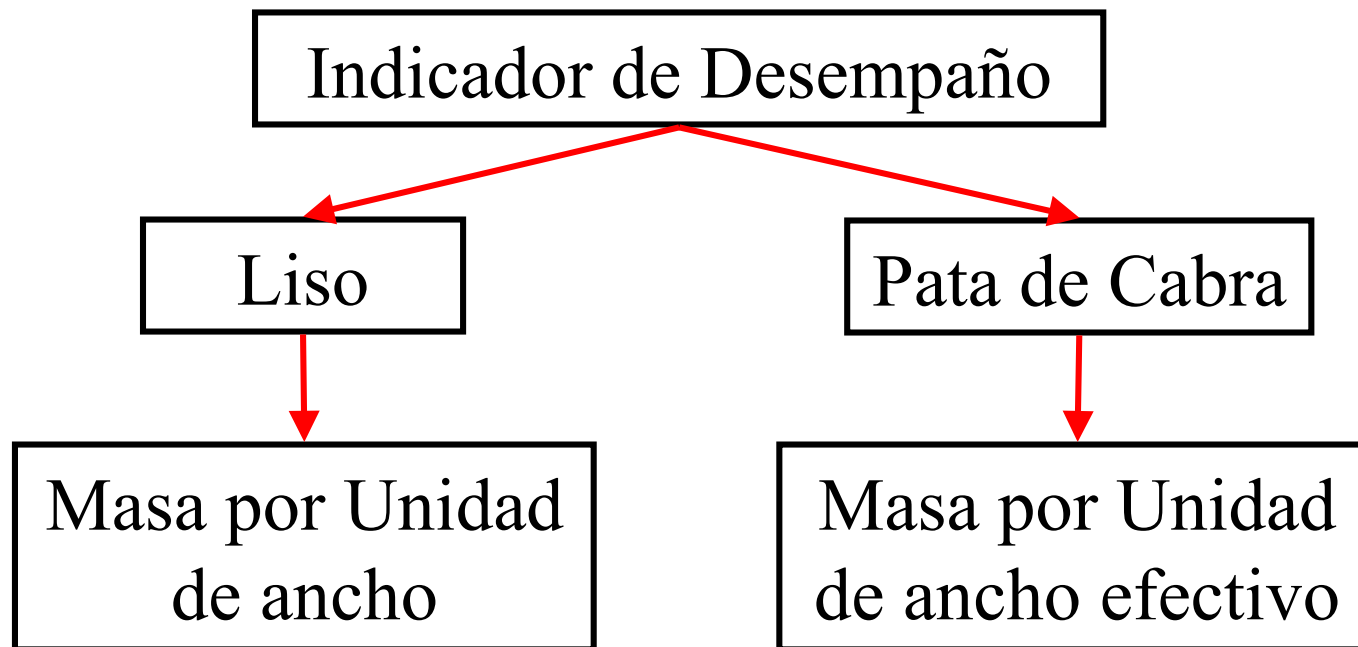 Indicador de Desempaño
Liso
Pata de Cabra
Masa por Unidad
de ancho
Masa por Unidad
de ancho efectivo